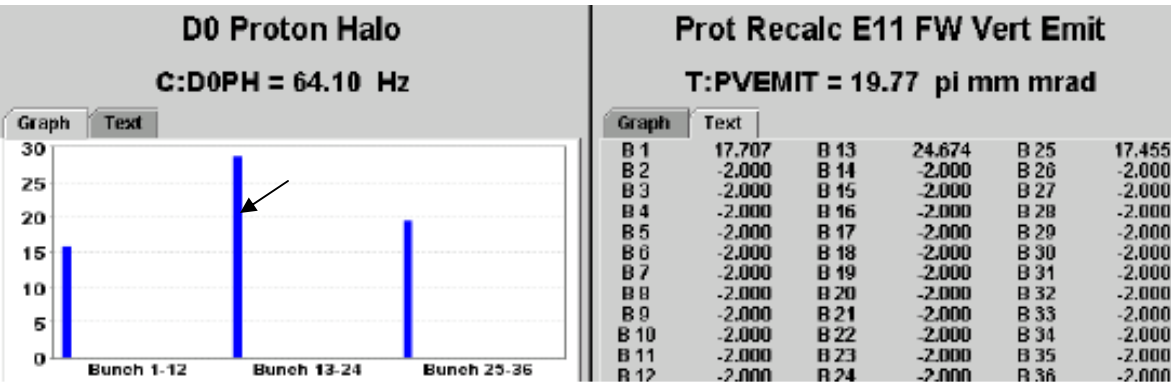 D0 Proton Halo
C:D0PH = 64.10 Hz
Graph Text
30
25
20
15
10
5
0
Bunch 1-12 Bunch 13-24 Bunch 25-36
Prot Recalc E11 FW Vert Emit
T:PVEMIT = 19.77 pi mm mrad
Graph Text
B 1 17.707 B 13 24.674 B 25 17.455
B 2 -2.000 B 14 -2.000 B 26 -2.000
B 3 -2.000 B 15 -2.000 B 27 -2.000
B 4 -2.000 B 16 -2.000 B 28 -2.000
B 5 -2.000 B 17 -2.000 B 29 -2.000
B 6 -2.000 B 18 -2.000 B 30 -2.000
B 7 -2.000 B 19 -2.000 B 31 -2.000
B 8 -2.000 B 20 -2.000 B 32 -2.000
B 9 -2.000 B 21 -2.000 B 33 -2.000
B 10 -2.000 B 22 -2.000 B 34 -2.000
B 11 -2.000 B 23 -2.000 B 35 -2.000
B 12 -2.000 B 24 -2.000 B 36 -2.000